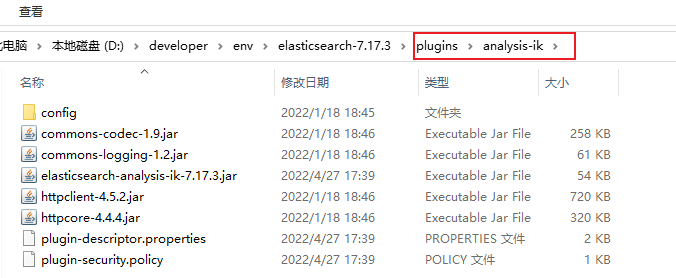 查看
电脑 › 本地磁盘 (D:) › developer › env › elasticsearch-7.17.3 › plugins › analysis-ik ›
名称 修改日期 类型 大小
config 2022/1/18 18:45 文件夹
commons-codec-1.9.jar 2022/1/18 18:46 Executable Jar File 258 KB
commons-logging-1.2.jar 2022/1/18 18:46 Executable Jar File 61 KB
elasticsearch-analysis-ik-7.17.3.jar 2022/4/27 17:39 Executable Jar File 54 KB
httpclient-4.5.2.jar 2022/1/18 18:46 Executable Jar File 720 KB
httpcore-4.4.4.jar 2022/1/18 18:46 Executable Jar File 320 KB
plugin-descriptor.properties 2022/4/27 17:39 PROPERTIES 文件 2 KB
plugin-security.policy 2022/4/27 17:39 POLICY 文件 1 KB